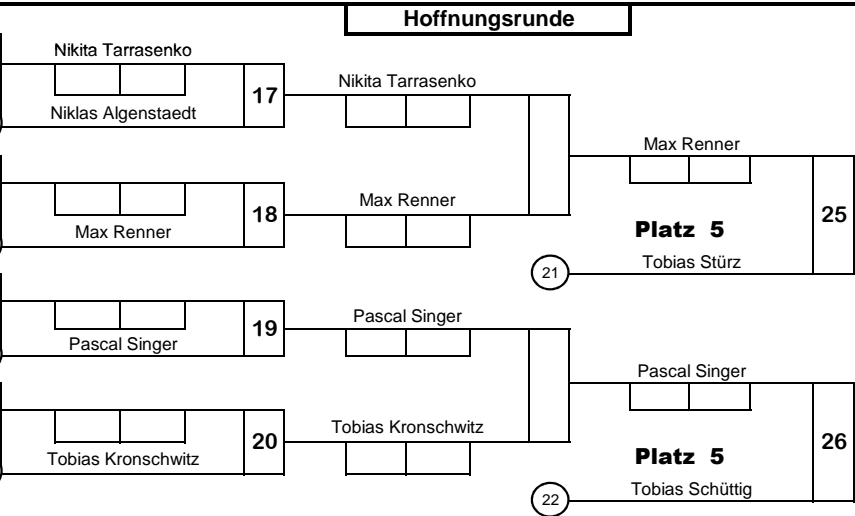 Hoffnungsrunde
Nikita Tarrasenko
17
Niklas Algenstaedt
Nikita Tarrasenko
Max Renner
18
Max Renner
Max Renner
25
Platz 5
Tobias Stürz
21
Pascal Singer
19
Pascal Singer
Pascal Singer
20
Tobias Kronschwitz
Tobias Kronschwitz
26
Platz 5
Tobias Schüttig
22